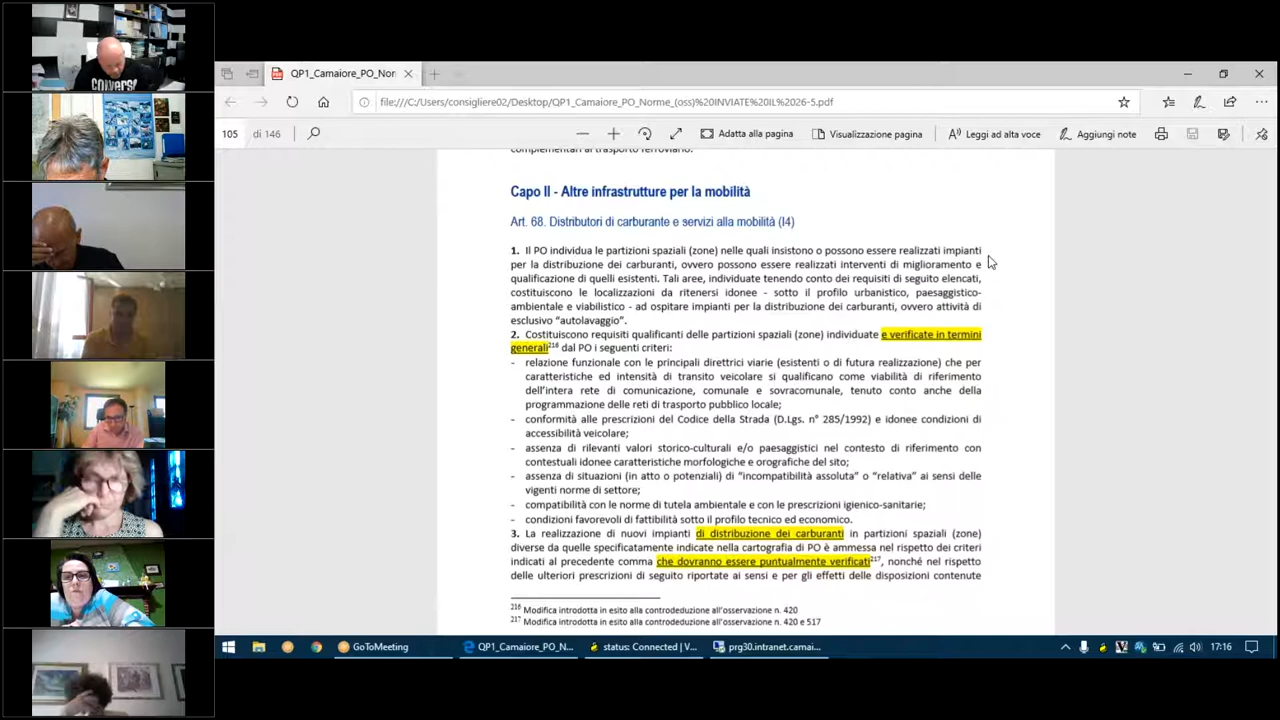 CONVERSE
QP1_Camaiore_PO_Nor
file:///C:/Users/consigliere02/Desktop/QP1_Camaiore_PO_Norme_(oss)%20INVIATE%20IL%2026-5.pdf
105 di 146
Adatta alla pagina
Visualizzazione pagina
Leggi ad alta voce
Aggiungi note
complementari al trasporto ferroviario.
Capo II - Altre infrastrutture per la mobilità
Art. 68. Distributori di carburante e servizi alla mobilità (I4)
1. Il PO individua le partizioni spaziali (zone) nelle quali insistono o possono essere realizzati impianti
per la distribuzione dei carburanti, ovvero possono essere realizzati interventi di miglioramento e
qualificazione di quelli esistenti. Tali aree, individuate tenendo conto dei requisiti di seguito elencati,
costituiscono le localizzazioni da ritenersi idonee - sotto il profilo urbanistico, paesaggistico-
ambientale e viabilistico - ad ospitare impianti per la distribuzione dei carburanti, ovvero attività di
esclusivo “autolavaggio”.
2. Costituiscono requisiti qualificanti delle partizioni spaziali (zone) individuate e verificate in termini
generali216 dal PO i seguenti criteri:
- relazione funzionale con le principali direttrici viarie (esistenti o di futura realizzazione) che per
caratteristiche ed intensità di transito veicolare si qualificano come viabilità di riferimento
dell’intera rete di comunicazione, comunale e sovracomunale, tenuto conto anche della
programmazione delle reti di trasporto pubblico locale;
- conformità alle prescrizioni del Codice della Strada (D.Lgs. n° 285/1992) e idonee condizioni di
accessibilità veicolare;
- assenza di rilevanti valori storico-culturali e/o paesaggistici nel contesto di riferimento con
contestuali idonee caratteristiche morfologiche e orografiche del sito;
- assenza di situazioni (in atto o potenziali) di “incompatibilità assoluta” o “relativa” ai sensi delle
vigenti norme di settore;
- compatibilità con le norme di tutela ambientale e con le prescrizioni igienico-sanitarie;
- condizioni favorevoli di fattibilità sotto il profilo tecnico ed economico.
3. La realizzazione di nuovi impianti di distribuzione dei carburanti in partizioni spaziali (zone)
diverse da quelle specificatamente indicate nella cartografia di PO è ammessa nel rispetto dei criteri
indicati al precedente comma che dovranno essere puntualmente verificati217, nonché nel rispetto
delle ulteriori prescrizioni di seguito riportate ai sensi e per gli effetti delle disposizioni contenute
216 Modifica introdotta in esito alla controdeduzione all’osservazione n. 420
217 Modifica introdotta in esito alla controdeduzione all’osservazione n. 420 e 517
GoToMeeting
QP1_Camaiore_PO_N...
status: Connected | V...
prg30.intranet.camai...
17:16